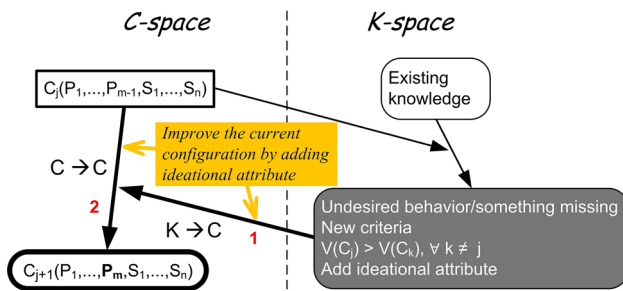 C-space
K-space
Cj(P1,...,Pm-1,S1,...,Sn)
Existing
knowledge
Improve the current
configuration by adding
ideational attribute
C → C
2
K → C
1
Undesired behavior/something missing
New criteria
V(Cj) > V(Ck), ∀ k ≠ j
Add ideational attribute
Cj+1(P1,...,Pm,S1,...,Sn)